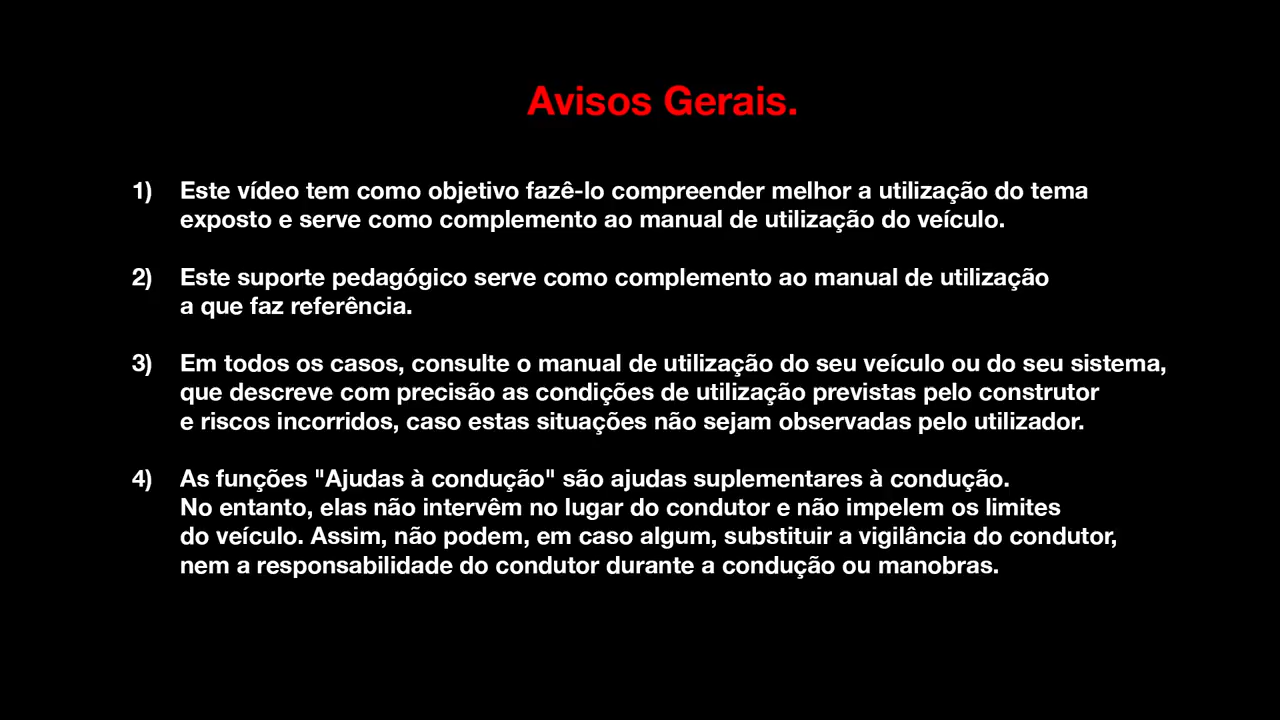 Avisos Gerais.
1) Este vídeo tem como objetivo fazê-lo compreender melhor a utilização do tema
exposto e serve como complemento ao manual de utilização do veículo.
2) Este suporte pedagógico serve como complemento ao manual de utilização
a que faz referência.
3) Em todos os casos, consulte o manual de utilização do seu veículo ou do seu sistema,
que descreve com precisão as condições de utilização previstas pelo construtor
e riscos incorridos, caso estas situações não sejam observadas pelo utilizador.
4) As funções "Ajudas à condução" são ajudas suplementares à condução.
No entanto, elas não intervêm no lugar do condutor e não impelem os limites
do veículo. Assim, não podem, em caso algum, substituir a vigilância do condutor,
nem a responsabilidade do condutor durante a condução ou manobras.